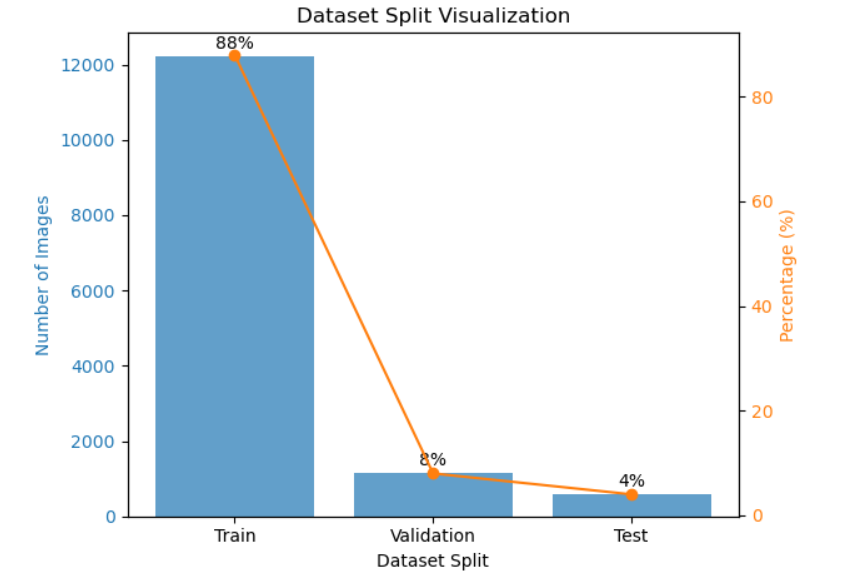 Dataset Split Visualization
88%
8%
4%
12000
10000
8000
6000
4000
2000
0
Number of Images
80
60
40
20
0
Percentage (%)
Train
Validation
Test
Dataset Split